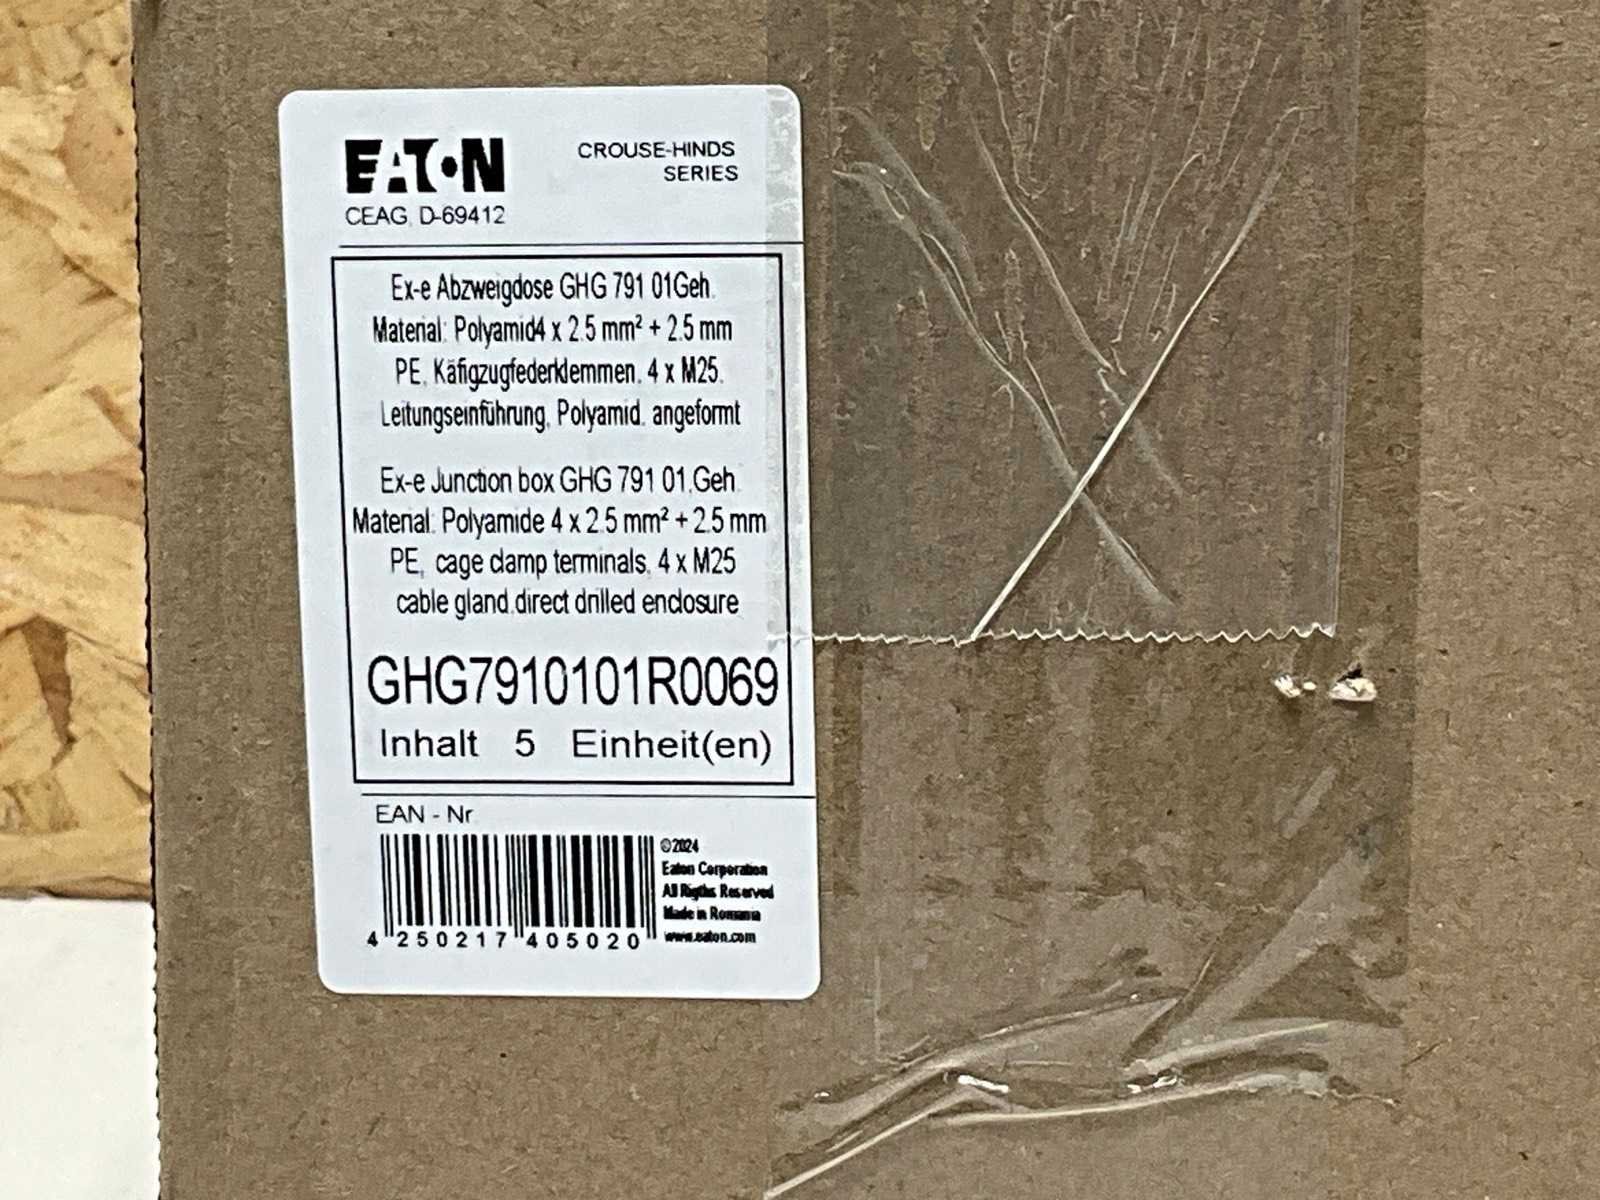 EATON
CROUSE-HINDS
SERIES
CEAG, D-69412
Ex-e Abzweigdose GHG 791 01Geh.
Material: Polyamid4 x 2.5 mm² + 2.5 mm
PE, Käfigzugfederklemmen, 4 x M25,
Leitungseinführung, Polyamid, angeformt
Ex-e Junction box GHG 791 01,Geh.
Material: Polyamide 4 x 2.5 mm² + 2.5 mm
PE, cage clamp terminals, 4 x M25
cable gland,direct drilled enclosure
GHG7910101R0069
Inhalt 5 Einheit(en)
EAN - Nr.
©2024
Eaton Corporation
All Rigths Reserved
Made in Romania
www.eaton.com
4 250217 405020